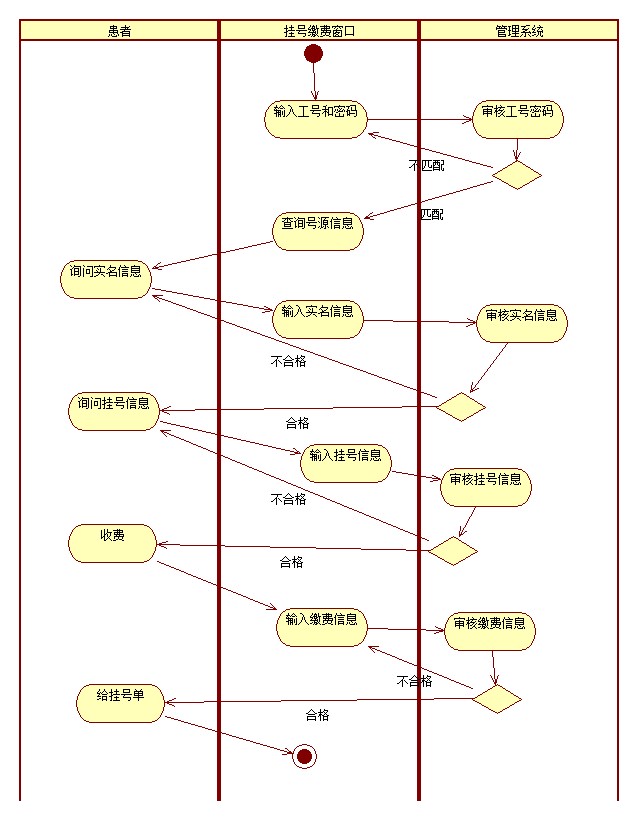 患者
挂号缴费窗口
管理系统
输入工号和密码
审核工号密码
不匹配
匹配
查询号源信息
询问实名信息
输入实名信息
审核实名信息
不合格
询问挂号信息
合格
输入挂号信息
审核挂号信息
不合格
收费
合格
输入缴费信息
审核缴费信息
不合格
给挂号单
合格